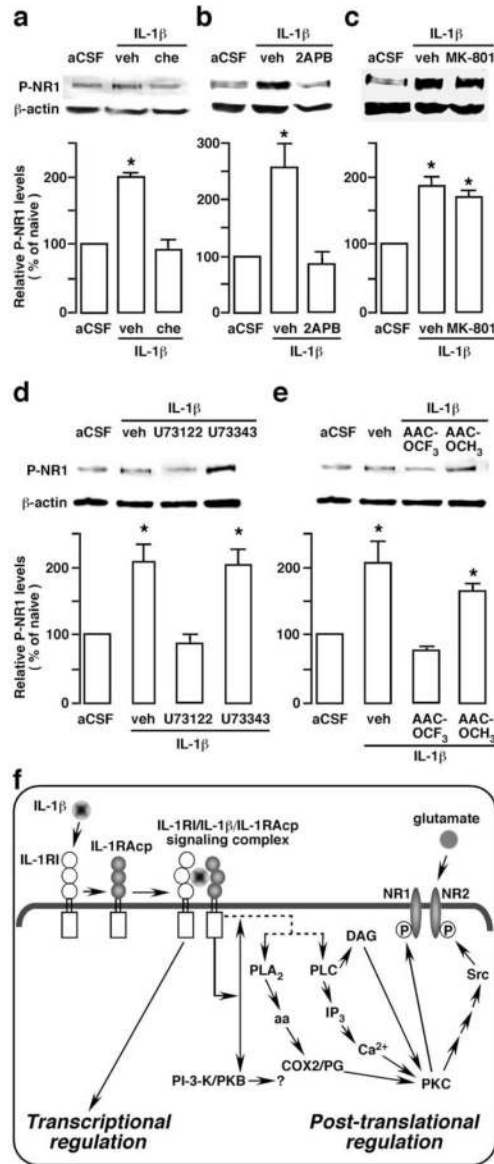 a
IL-1β
aCSF veh che
P-NR1
β-actin
Relative P-NR1 levels
( % of naive )
200
100
0
*
aCSF veh che
IL-1β
b
IL-1β
aCSF veh 2APB
300
200
100
0
*
aCSF veh 2APB
IL-1β
c
IL-1β
aCSF veh MK-801
200
100
0
* *
aCSF veh MK-801
IL-1β
d
IL-1β
aCSF veh U73122 U73343
P-NR1
β-actin
Relative P-NR1 levels
( % of naive )
200
100
0
* *
aCSF veh U73122 U73343
IL-1β
e
IL-1β
aCSF veh AAC- AAC-
OCF3 OCH3
200
100
0
* *
aCSF veh AAC- AAC-
OCF3 OCH3
IL-1β
f
IL-1β
IL-1RI
IL-1RAcp
IL-1RI/IL-1β/IL-1RAcp
signaling complex
glutamate
NR1 NR2
P P
PLA2 PLC DAG
Src
aa IP3
Ca2+
COX2/PG
PI-3-K/PKB ? PKC
Transcriptional
regulation
Post-translational
regulation